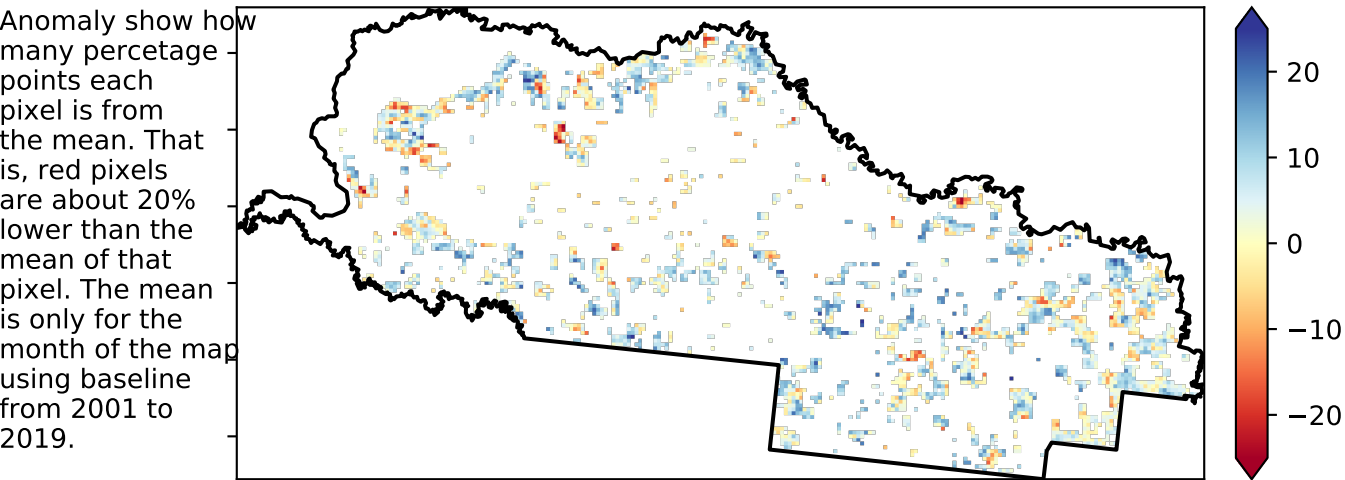 Anomaly show how
many percetage
points each
pixel is from
the mean. That
is, red pixels
are about 20%
lower than the
mean of that
pixel. The mean
is only for the
month of the map
using baseline
from 2001 to
2019.
20
10
0
−10
−20